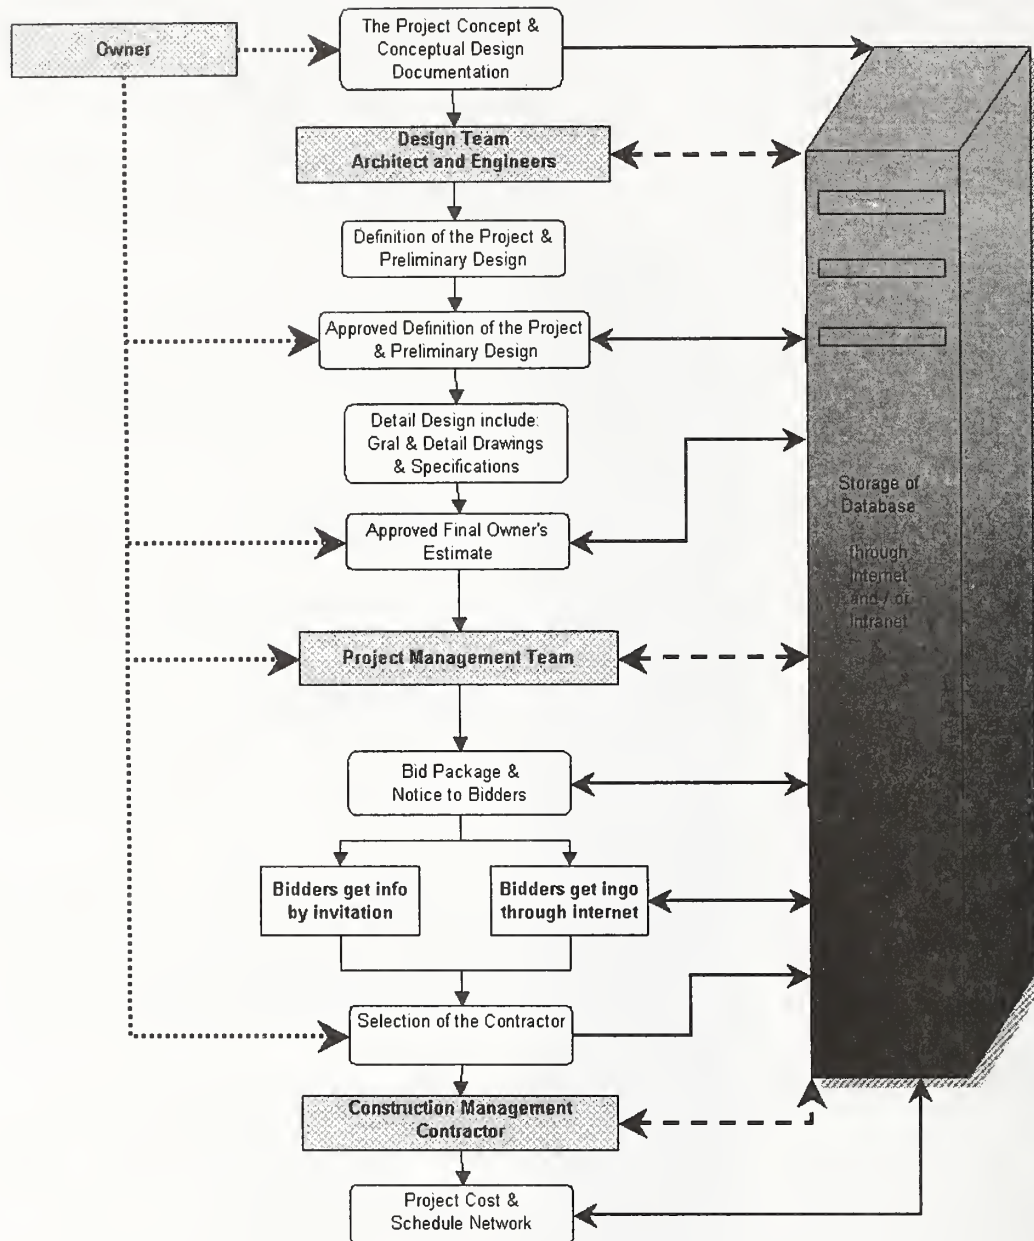 Owner
The Project Concept &
Conceptual Design
Documentation
Design Team
Architect and Engineers
Definition of the Project &
Preliminary Design
Approved Definition of the Project
& Preliminary Design
Detail Design include:
Gral & Detail Drawings
& Specifications
Approved Final Owner's
Estimate
Project Management Team
Bid Package &
Notice to Bidders
Bidders get info
by invitation
Bidders get ingo
through internet
Selection of the Contractor
Construction Management
Contractor
Project Cost &
Schedule Network
Storage of
Database
through
Internet
and / or
Intranet